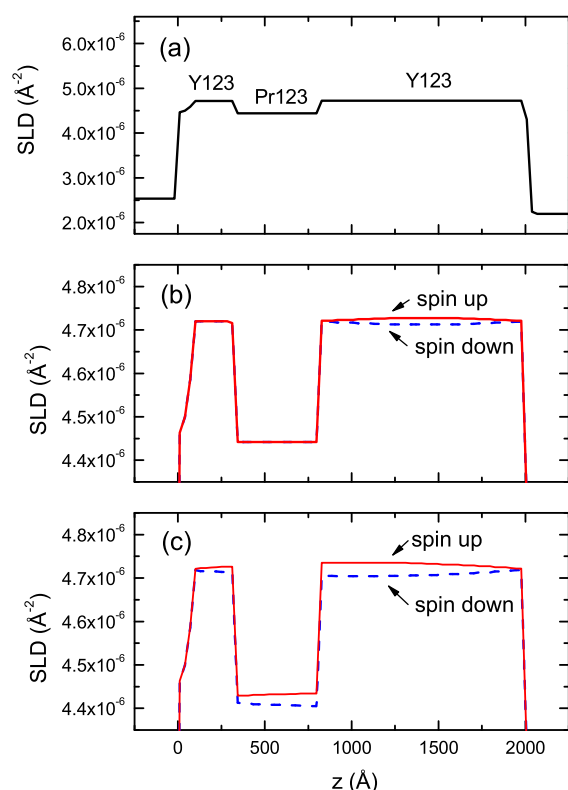 (a)
Y123
Pr123
Y123
SLD (Å⁻²)
6.0x10⁻⁶
5.0x10⁻⁶
4.0x10⁻⁶
3.0x10⁻⁶
2.0x10⁻⁶
(b)
spin up
spin down
SLD (Å⁻²)
4.8x10⁻⁶
4.7x10⁻⁶
4.6x10⁻⁶
4.5x10⁻⁶
4.4x10⁻⁶
(c)
spin up
spin down
SLD (Å⁻²)
4.8x10⁻⁶
4.7x10⁻⁶
4.6x10⁻⁶
4.5x10⁻⁶
4.4x10⁻⁶
0 500 1000 1500 2000
z (Å)